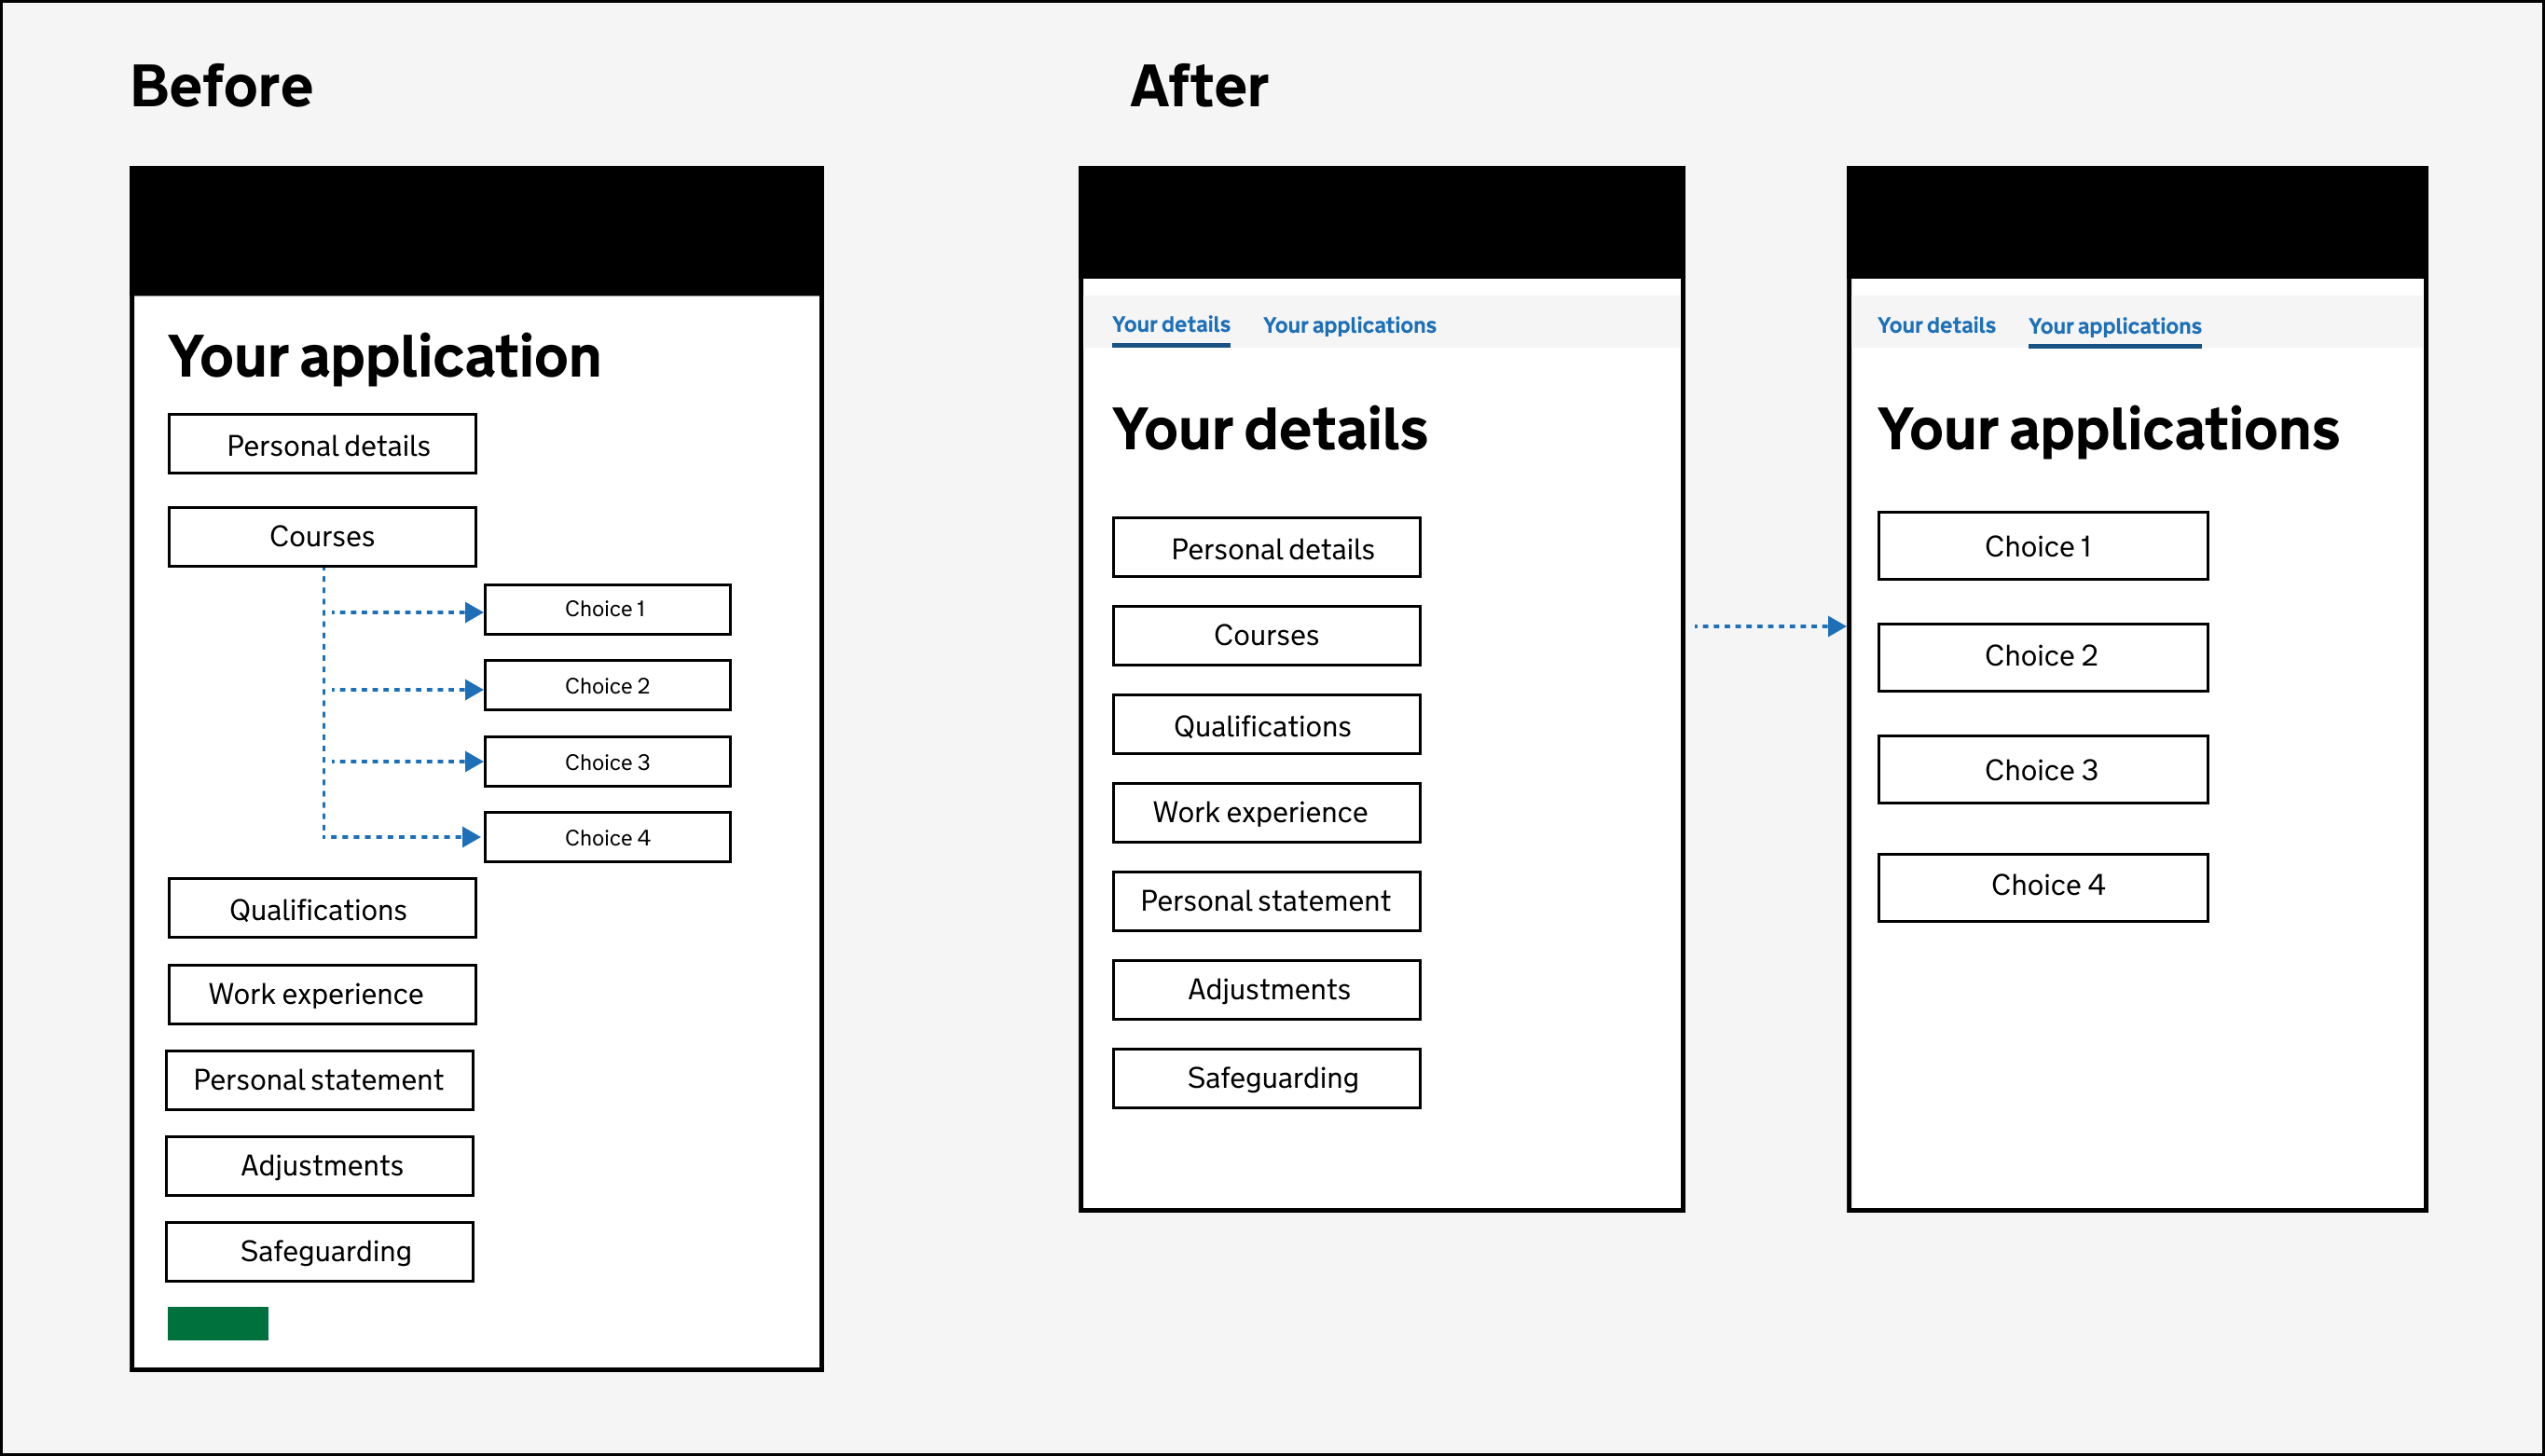 Before
Your application
Personal details
Courses
Choice 1
Choice 2
Choice 3
Choice 4
Qualifications
Work experience
Personal statement
Adjustments
Safeguarding
After
Your details Your applications
Your details
Personal details
Courses
Qualifications
Work experience
Personal statement
Adjustments
Safeguarding
Your details Your applications
Your applications
Choice 1
Choice 2
Choice 3
Choice 4